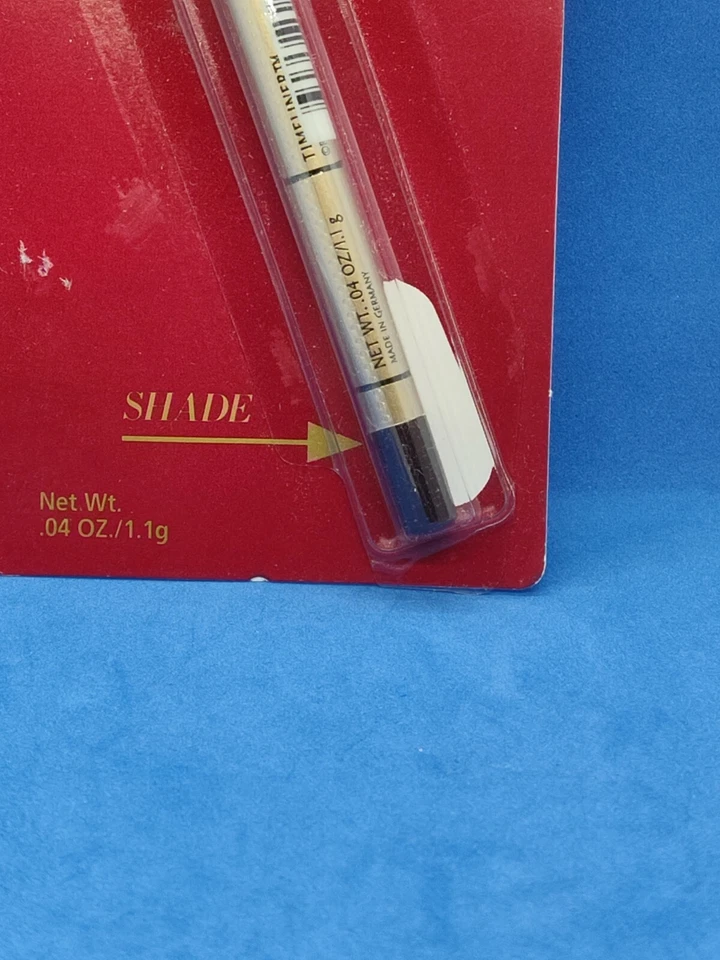 TIMELINER™
NET WT. .04 OZ/1.1 g
MADE IN GERMANY
SHADE
Net.Wt.
.04 OZ./1.1g